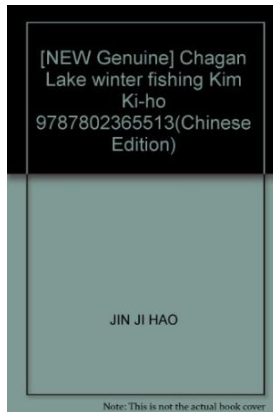 [NEW Genuine] Chagan
Lake winter fishing Kim
Ki-ho
9787802365513(Chinese
Edition)
JIN JI HAO
Note: This is not the actual book cover